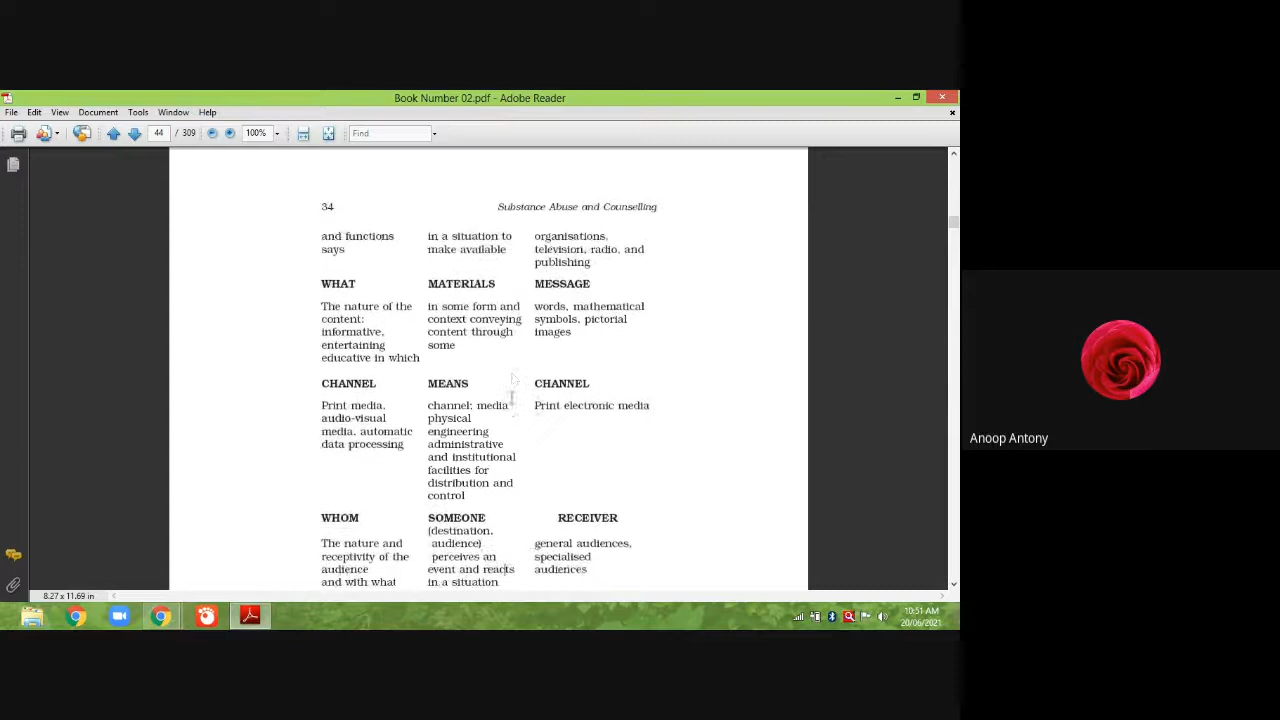 Book Number 02.pdf - Adobe Reader
File Edit View Document Tools Window Help
44 / 309 100% Find
34 Substance Abuse and Counselling
and functions in a situation to organisations,
says make available television, radio, and
publishing
WHAT MATERIALS MESSAGE
The nature of the in some form and words, mathematical
content: context conveying symbols, pictorial
informative, content through images
entertaining some
educative in which
CHANNEL MEANS CHANNEL
Print media, channel; media Print electronic media
audio-visual physical
media, automatic engineering
data processing administrative
and institutional
facilities for
distribution and
control
WHOM SOMEONE RECEIVER
(destination,
The nature and audience) general audiences,
receptivity of the perceives an specialised
audience event and reacts audiences
and with what in a situation
8.27 x 11.69 in
10:51 AM
20/06/2021
Anoop Antony